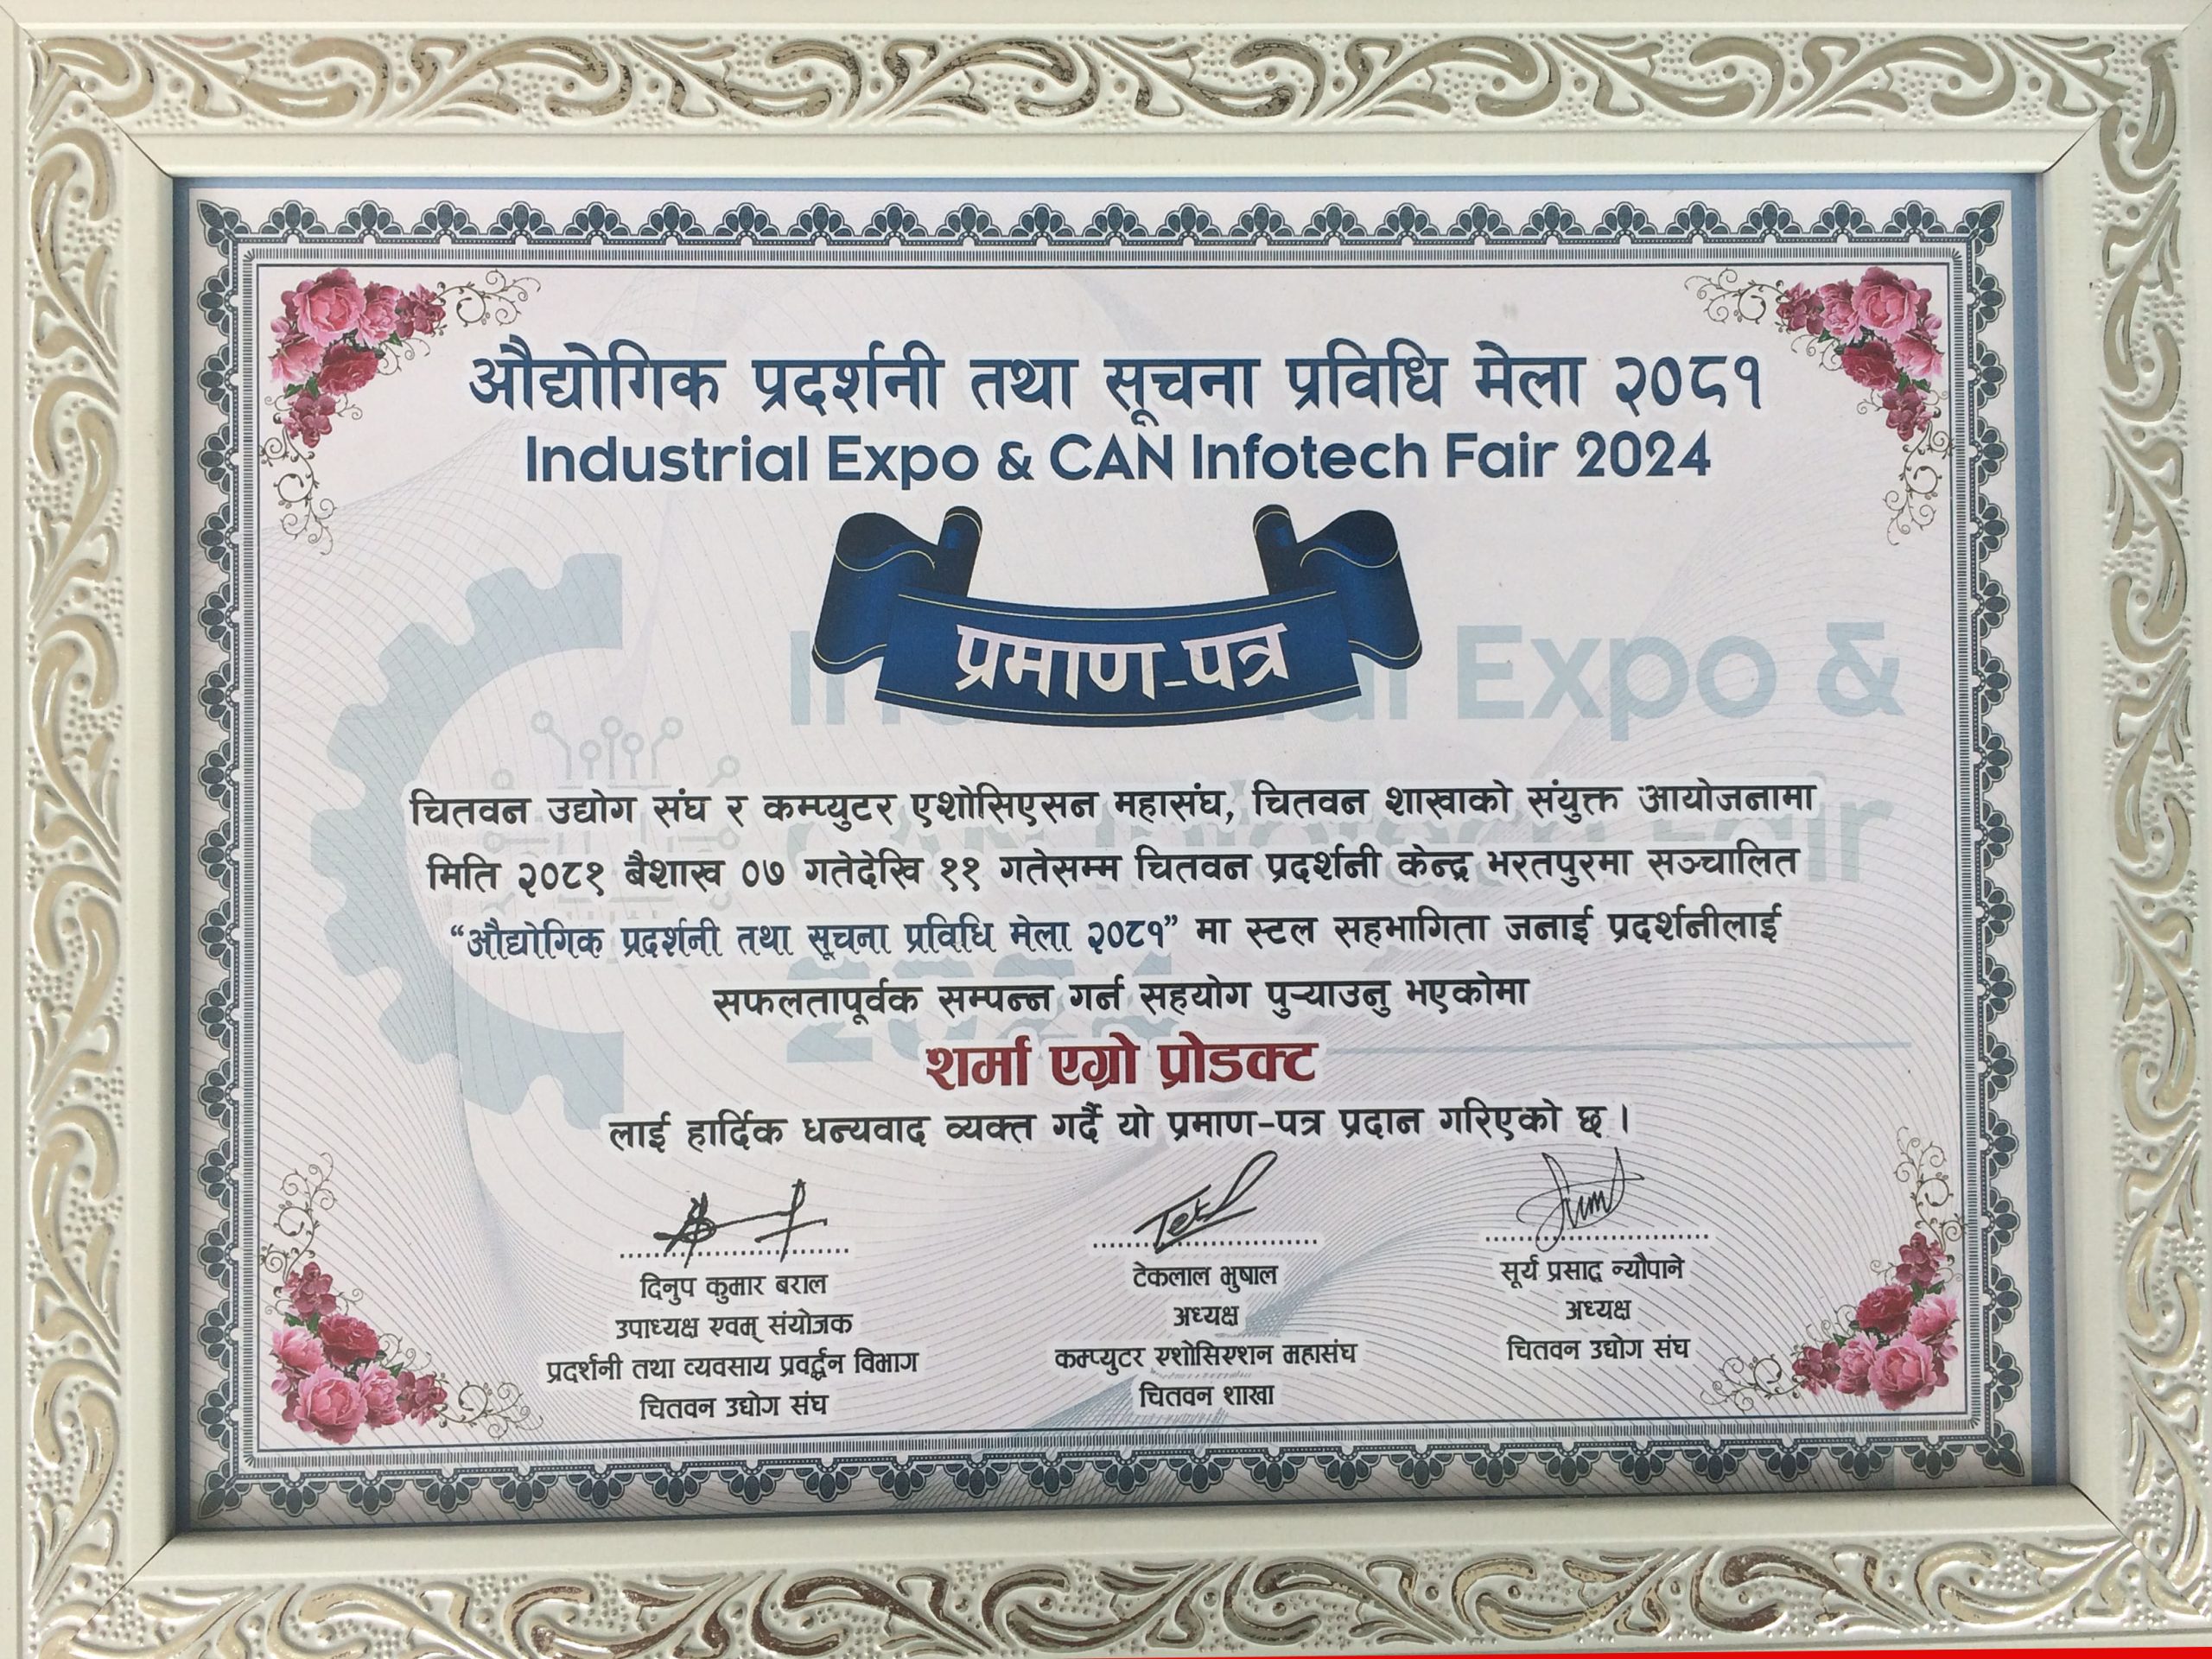 औद्योगिक प्रदर्शनी तथा सूचना प्रविधि मेला २०८१
Industrial Expo & CAN Infotech Fair 2024
प्रमाण-पत्र
चितवन उद्योग संघ र कम्प्युटर एशोसिएसन महासंघ, चितवन शाखाको संयुक्त आयोजनामा
मिति २०८१ बैशाख ०७ गतेदेखि ११ गतेसम्म चितवन प्रदर्शनी केन्द्र भरतपुरमा सञ्चालित
“औद्योगिक प्रदर्शनी तथा सूचना प्रविधि मेला २०८१” मा स्टल सहभागिता जनाई प्रदर्शनीलाई
सफलतापूर्वक सम्पन्न गर्न सहयोग पुऱ्याउनु भएकोमा
शर्मा एग्रो प्रोडक्ट
लाई हार्दिक धन्यवाद व्यक्त गर्दै यो प्रमाण-पत्र प्रदान गरिएको छ ।
दिनुप कुमार बराल
उपाध्यक्ष एवम् संयोजक
प्रदर्शनी तथा व्यवसाय प्रवर्द्धन विभाग
चितवन उद्योग संघ
टेकलाल भुषाल
अध्यक्ष
कम्प्युटर एशोसिएशन महासंघ
चितवन शाखा
सूर्य प्रसाद न्यौपाने
अध्यक्ष
चितवन उद्योग संघ